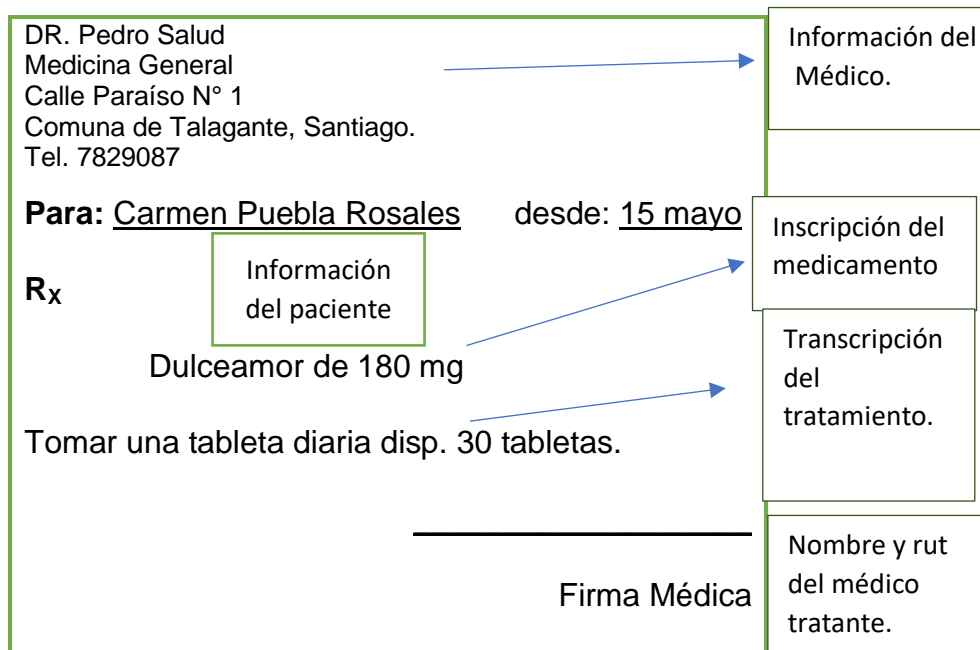 DR. Pedro Salud
Medicina General
Calle Paraíso N° 1
Comuna de Talagante, Santiago.
Tel. 7829087
Información del
Médico.
Para: Carmen Puebla Rosales desde: 15 mayo
Información
del paciente
Inscripción del
medicamento
RX
Dulceamor de 180 mg
Transcripción
del
tratamiento.
Tomar una tableta diaria disp. 30 tabletas.
Firma Médica
Nombre y rut
del médico
tratante.